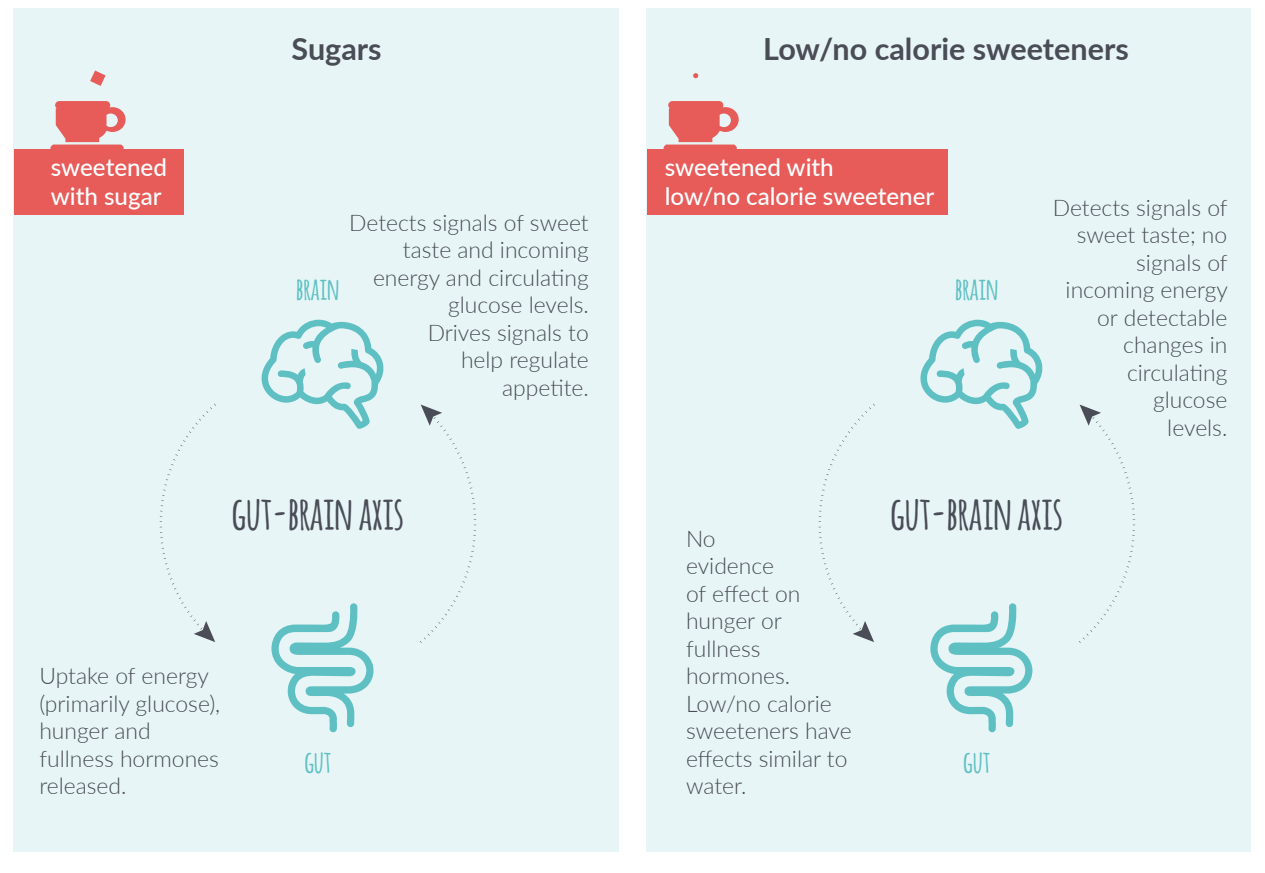 Sugars
sweetened
with sugar
Detects signals of sweet
taste and incoming
energy and circulating
glucose levels.
Drives signals to
help regulate
appetite.
BRAIN
GUT-BRAIN AXIS
Uptake of energy
(primarily glucose),
hunger and
fullness hormones
released.
GUT
Low/no calorie sweeteners
sweetened with
low/no calorie sweetener
Detects signals of
sweet taste; no
signals of
incoming energy
or detectable
changes in
circulating
glucose
levels.
BRAIN
GUT-BRAIN AXIS
No
evidence
of effect on
hunger or
fullness
hormones.
Low/no calorie
sweeteners have
effects similar to
water.
GUT